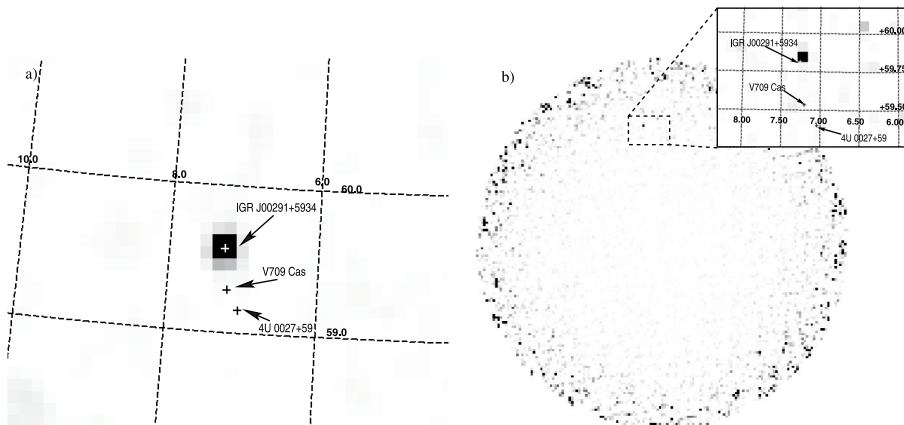 a)
10.0
8.0
6.0
60.0
IGR J00291+5934
V709 Cas
4U 0027+59
59.0
b)
IGR J00291+5934
V709 Cas
4U 0027+59
+60.00
+59.75
+59.50
8.00 7.50 7.00 6.50 6.00